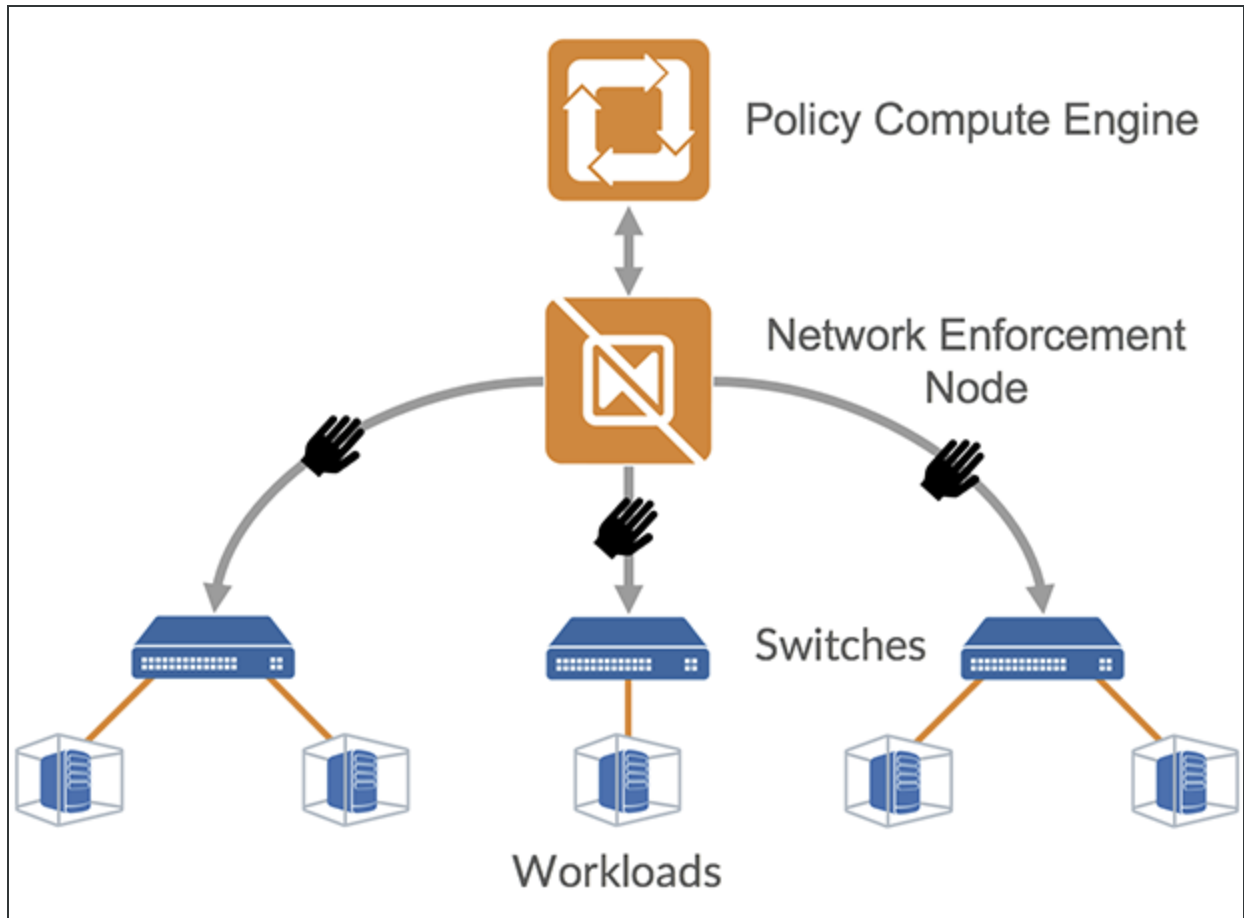 Policy Compute Engine
Network Enforcement
Node
Switches
Workloads